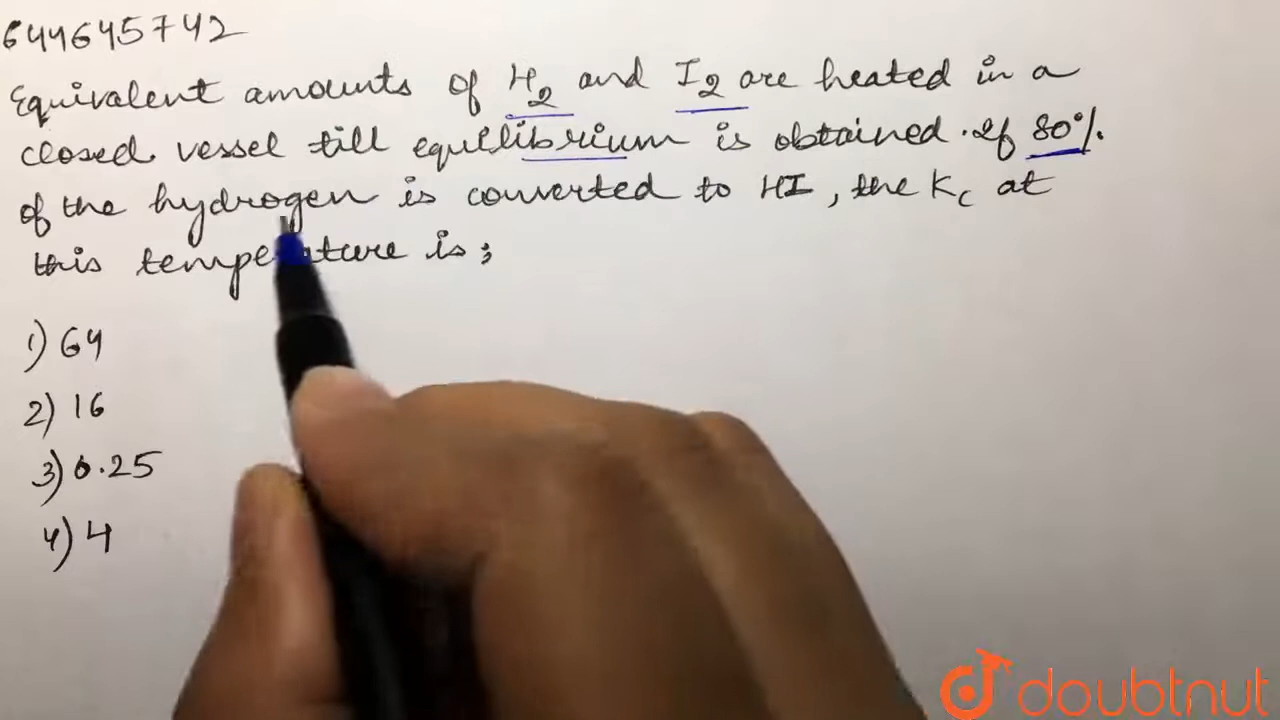 644645742
Equivalent amounts of H₂ and I₂ are heated in a
closed vessel till equilibrium is obtained. If 80%.
of the hydrogen is converted to HI, the Kc at
this temperature is;
1) 64
2) 16
3) 0.25
4) 4
doubtnut